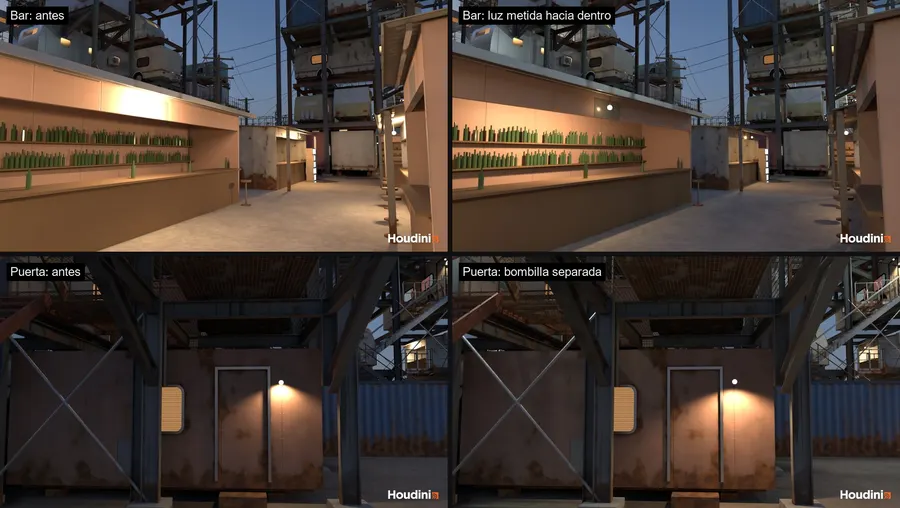 Bar: antes
Bar: luz metida hacia dentro
Houdini
Houdini
Puerta: antes
Puerta: bombilla separada
Houdini
Houdini